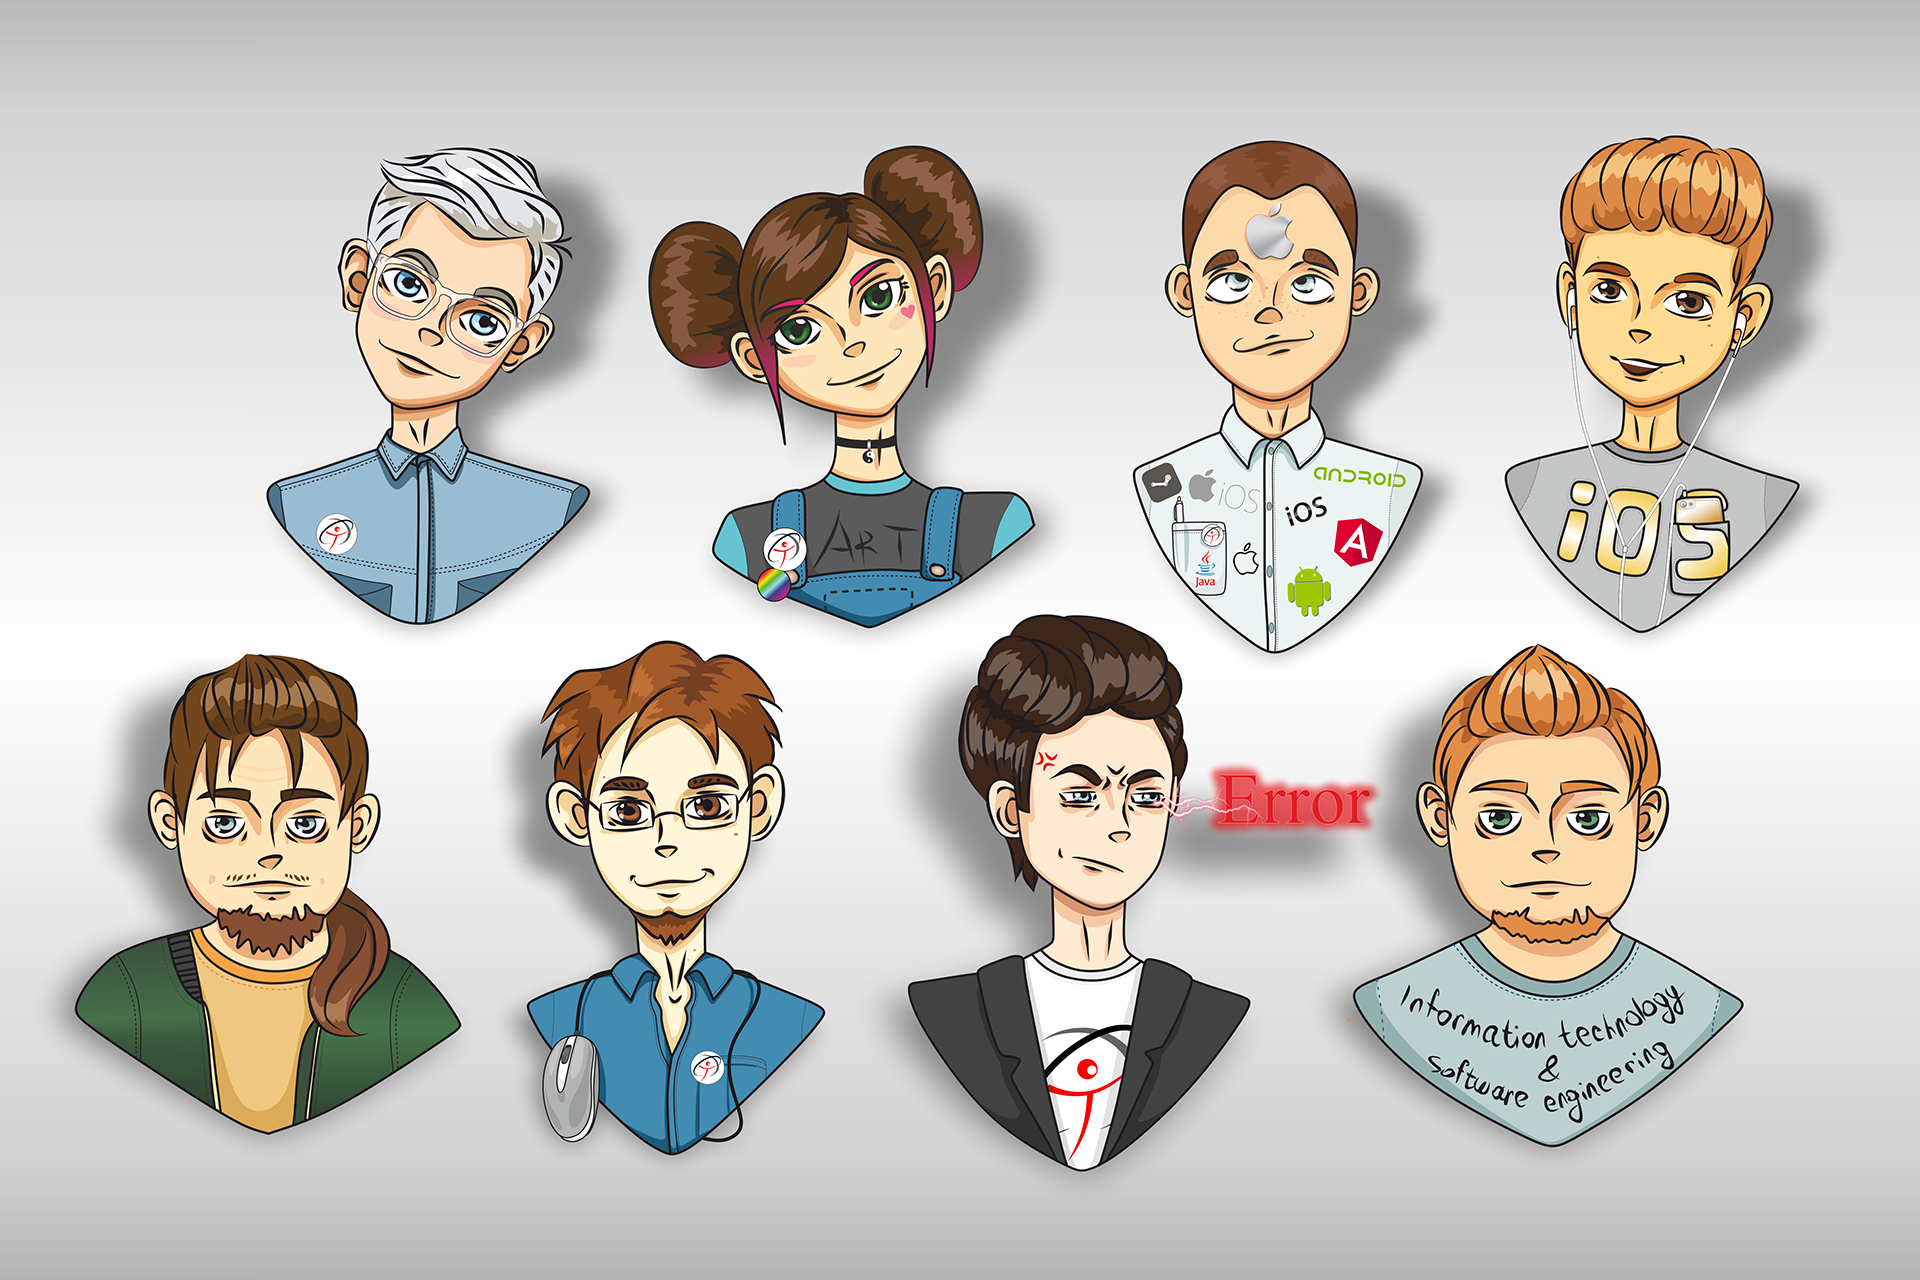 ART
iOS
ANDROID
iOS
Java
iOS
Error
Information technology
&
Software engineering